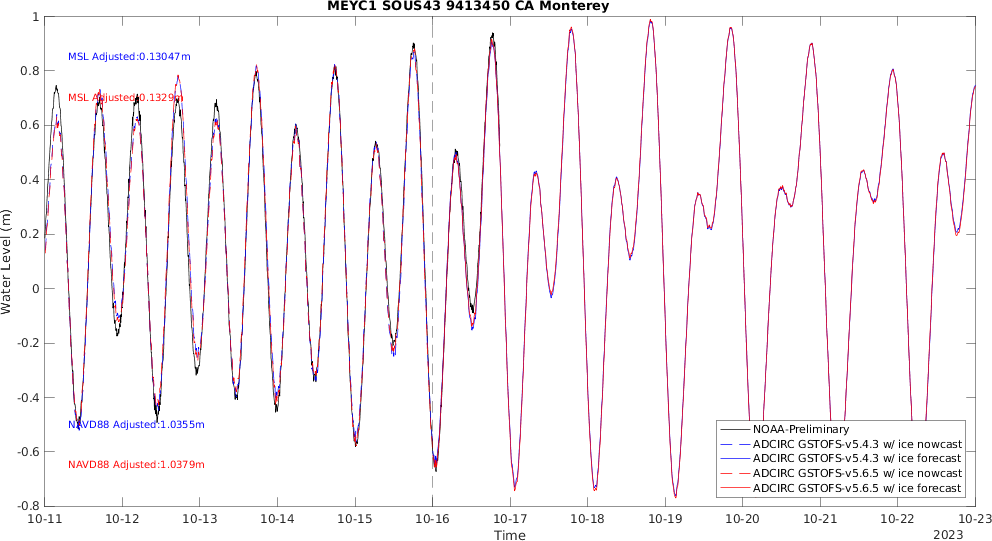 MEYC1 SOUS43 9413450 CA Monterey
1
0.8
0.6
0.4
0.2
0
-0.2
-0.4
-0.6
-0.8
Water Level (m)
MSL Adjusted:0.13047m
MSL Adjusted:0.1329m
NAVD88 Adjusted:1.0355m
NAVD88 Adjusted:1.0379m
NOAA-Preliminary
ADCIRC GSTOFS-v5.4.3 w/ ice nowcast
ADCIRC GSTOFS-v5.4.3 w/ ice forecast
ADCIRC GSTOFS-v5.6.5 w/ ice nowcast
ADCIRC GSTOFS-v5.6.5 w/ ice forecast
10-11 10-12 10-13 10-14 10-15 10-16 10-17 10-18 10-19 10-20 10-21 10-22 10-23
Time
2023